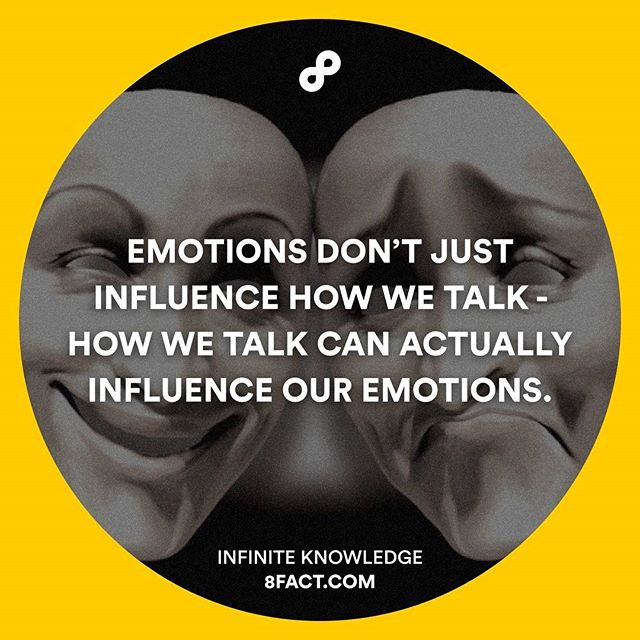 EMOTIONS DON’T JUST
INFLUENCE HOW WE TALK -
HOW WE TALK CAN ACTUALLY
INFLUENCE OUR EMOTIONS.
INFINITE KNOWLEDGE
8FACT.COM